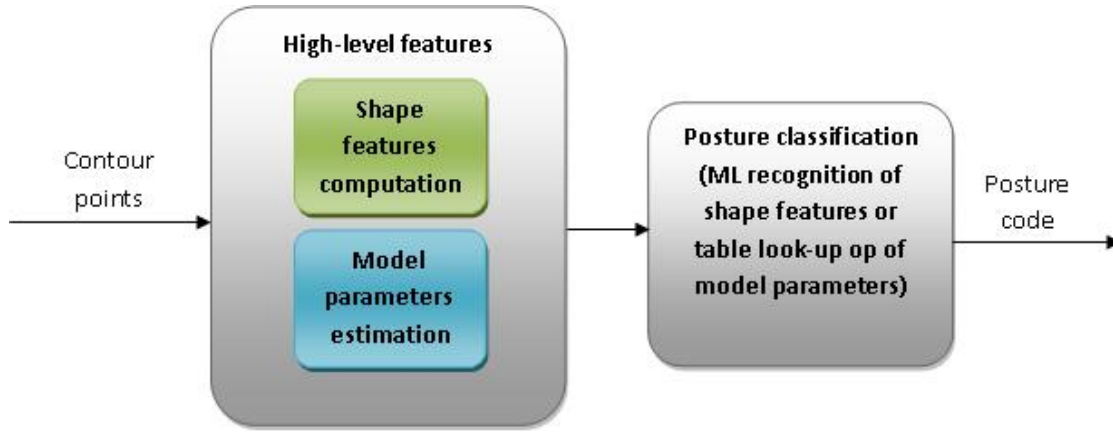 Contour
points
High-level features
Shape
features
computation
Model
parameters
estimation
Posture classification
(ML recognition of
shape features or
table look-up op of
model parameters)
Posture
code